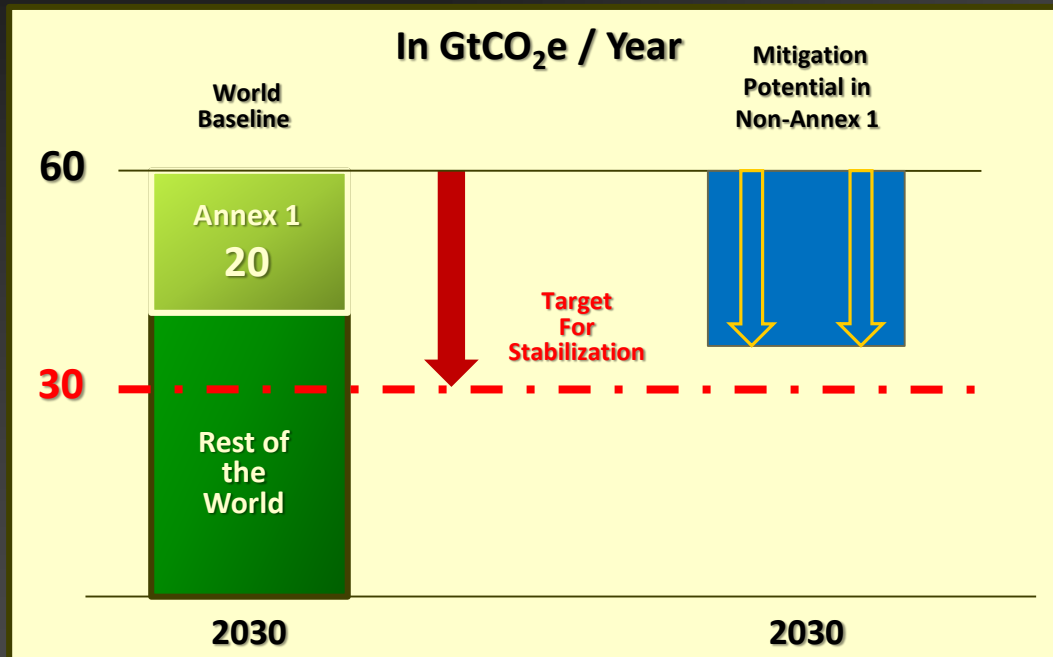 In GtCO₂e / Year
World
Baseline
Mitigation
Potential in
Non-Annex 1
60
Annex 1
20
Target
For
Stabilization
30
Rest of
the
World
2030
2030